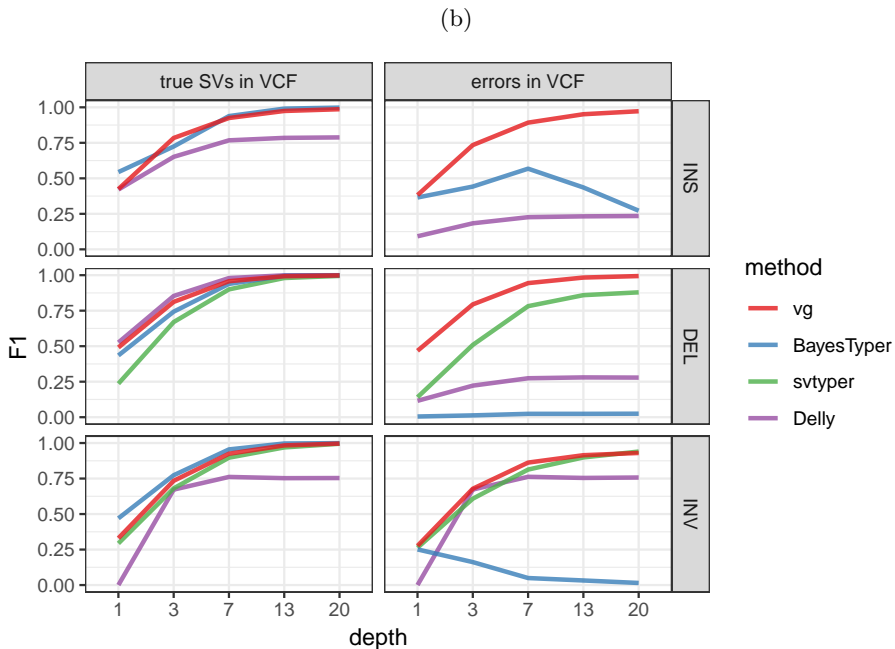 (b)
true SVs in VCF errors in VCF
1.00
0.75
0.50
0.25
0.00
INS
1.00
0.75
0.50
0.25
0.00
DEL
1.00
0.75
0.50
0.25
0.00
INV
F1
1 3 7 13 20 1 3 7 13 20
depth
method
vg
BayesTyper
svtyper
Delly